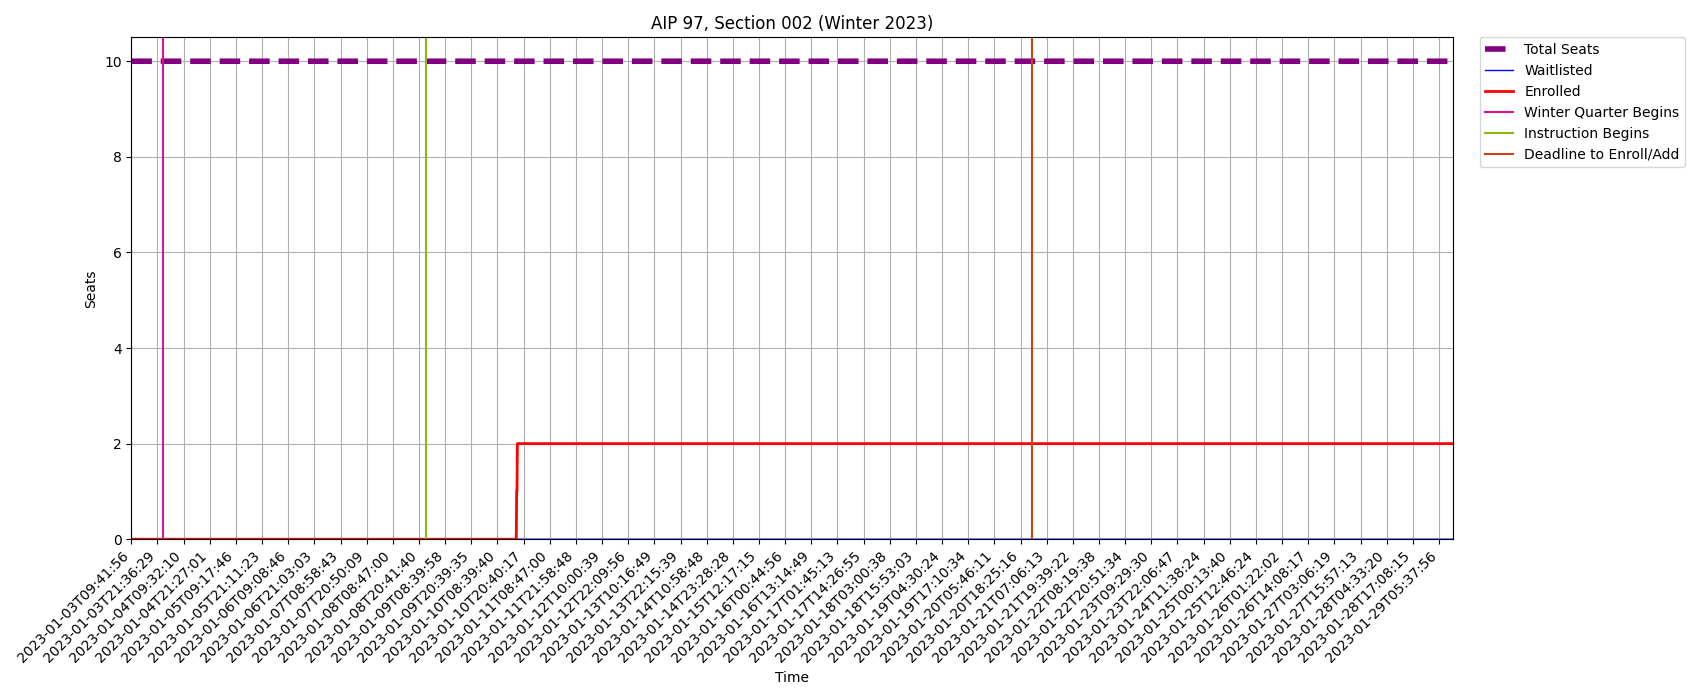 AIP 97, Section 002 (Winter 2023)
Total Seats
Waitlisted
Enrolled
Winter Quarter Begins
Instruction Begins
Deadline to Enroll/Add
Seats
10
8
6
4
2
0
2023-01-03T09:41:56
2023-01-03T21:36:29
2023-01-04T09:32:10
2023-01-04T21:27:01
2023-01-05T09:17:46
2023-01-05T21:11:23
2023-01-06T09:08:46
2023-01-06T21:03:03
2023-01-07T08:58:43
2023-01-07T20:50:09
2023-01-08T08:47:00
2023-01-08T20:41:40
2023-01-09T08:39:58
2023-01-09T20:39:35
2023-01-10T08:39:40
2023-01-10T20:40:17
2023-01-11T08:47:00
2023-01-11T21:58:48
2023-01-12T10:00:39
2023-01-12T22:09:56
2023-01-13T10:16:49
2023-01-13T22:15:39
2023-01-14T10:58:48
2023-01-14T23:28:28
2023-01-15T12:17:15
2023-01-16T00:44:56
2023-01-16T13:14:49
2023-01-17T01:45:13
2023-01-17T14:26:55
2023-01-18T03:00:38
2023-01-18T15:53:03
2023-01-19T04:30:24
2023-01-19T17:10:34
2023-01-20T05:46:11
2023-01-20T18:25:16
2023-01-21T07:06:13
2023-01-21T19:39:22
2023-01-22T08:19:38
2023-01-22T20:51:34
2023-01-23T09:29:30
2023-01-23T22:06:47
2023-01-24T11:38:24
2023-01-25T00:13:40
2023-01-25T12:46:24
2023-01-26T01:22:02
2023-01-26T14:08:17
2023-01-27T03:06:19
2023-01-27T15:57:13
2023-01-28T04:33:20
2023-01-28T17:08:15
2023-01-29T05:37:56
Time